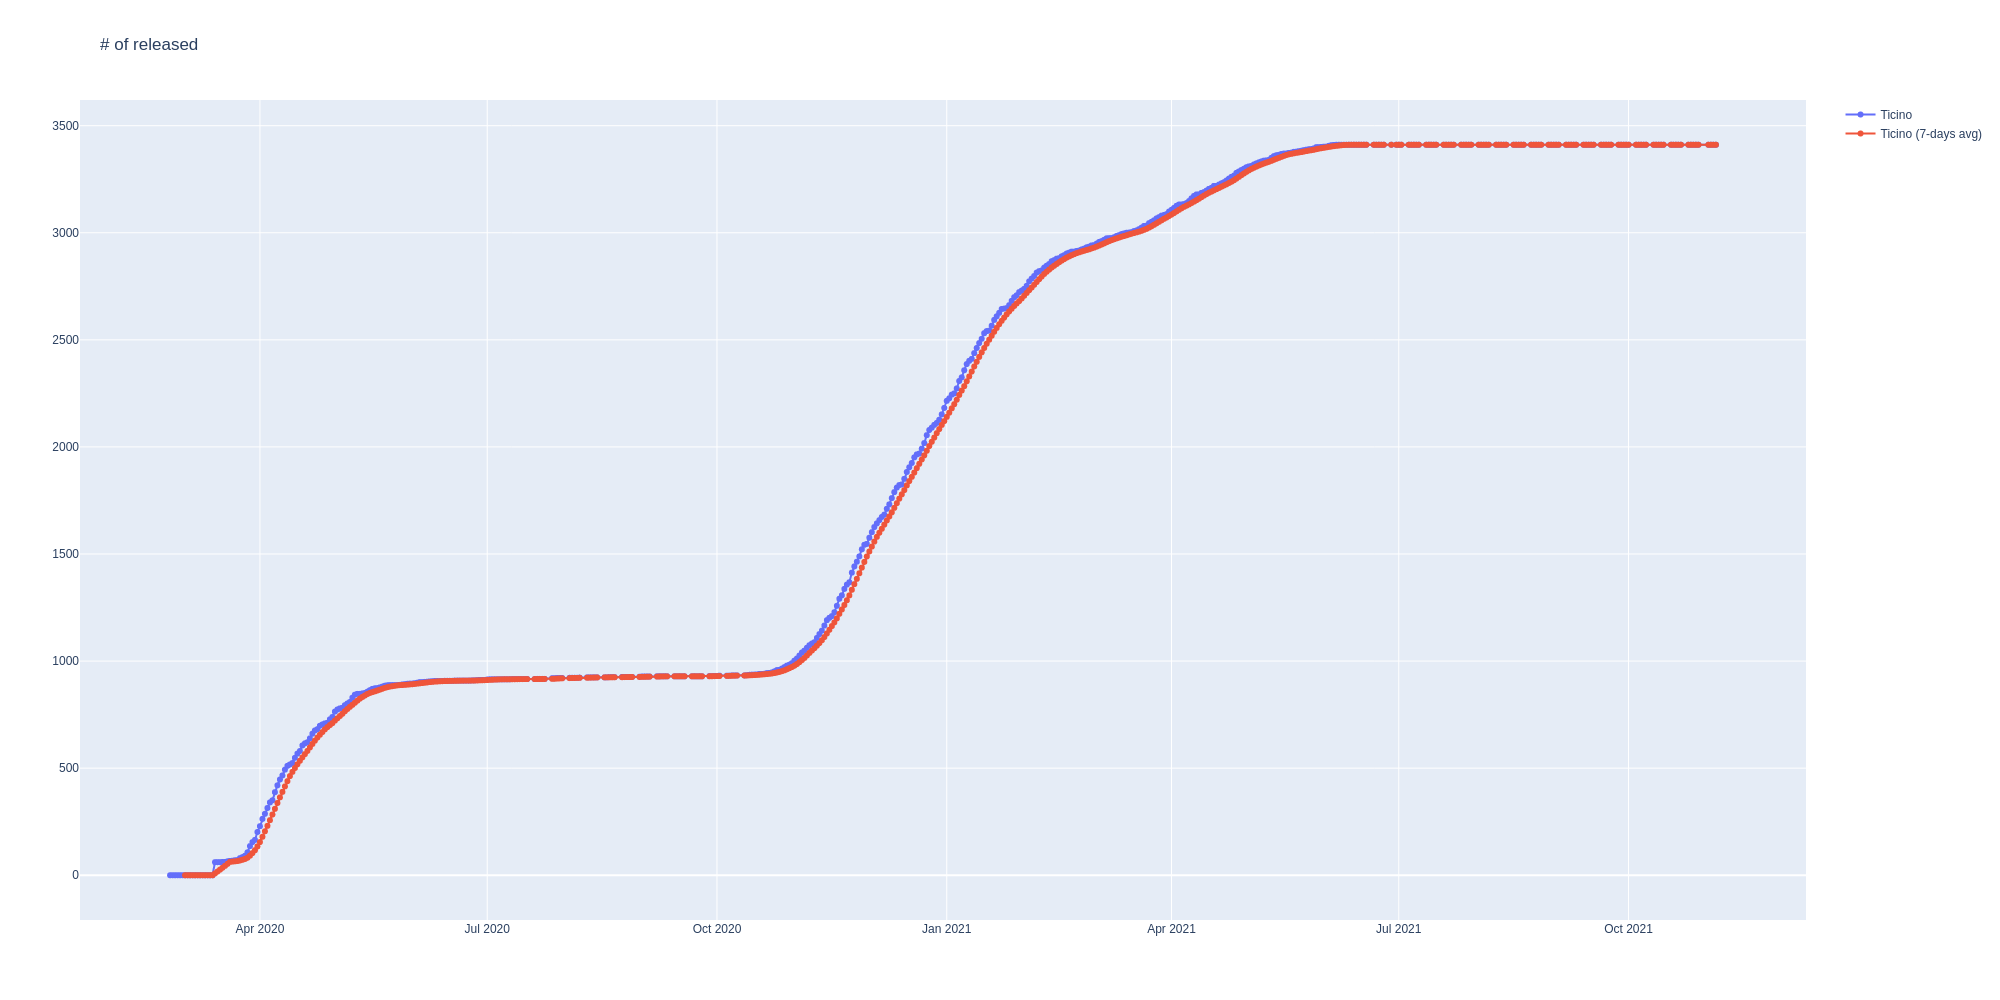 # of released
Ticino
Ticino (7-days avg)
3500
3000
2500
2000
1500
1000
500
0
Apr 2020
Jul 2020
Oct 2020
Jan 2021
Apr 2021
Jul 2021
Oct 2021